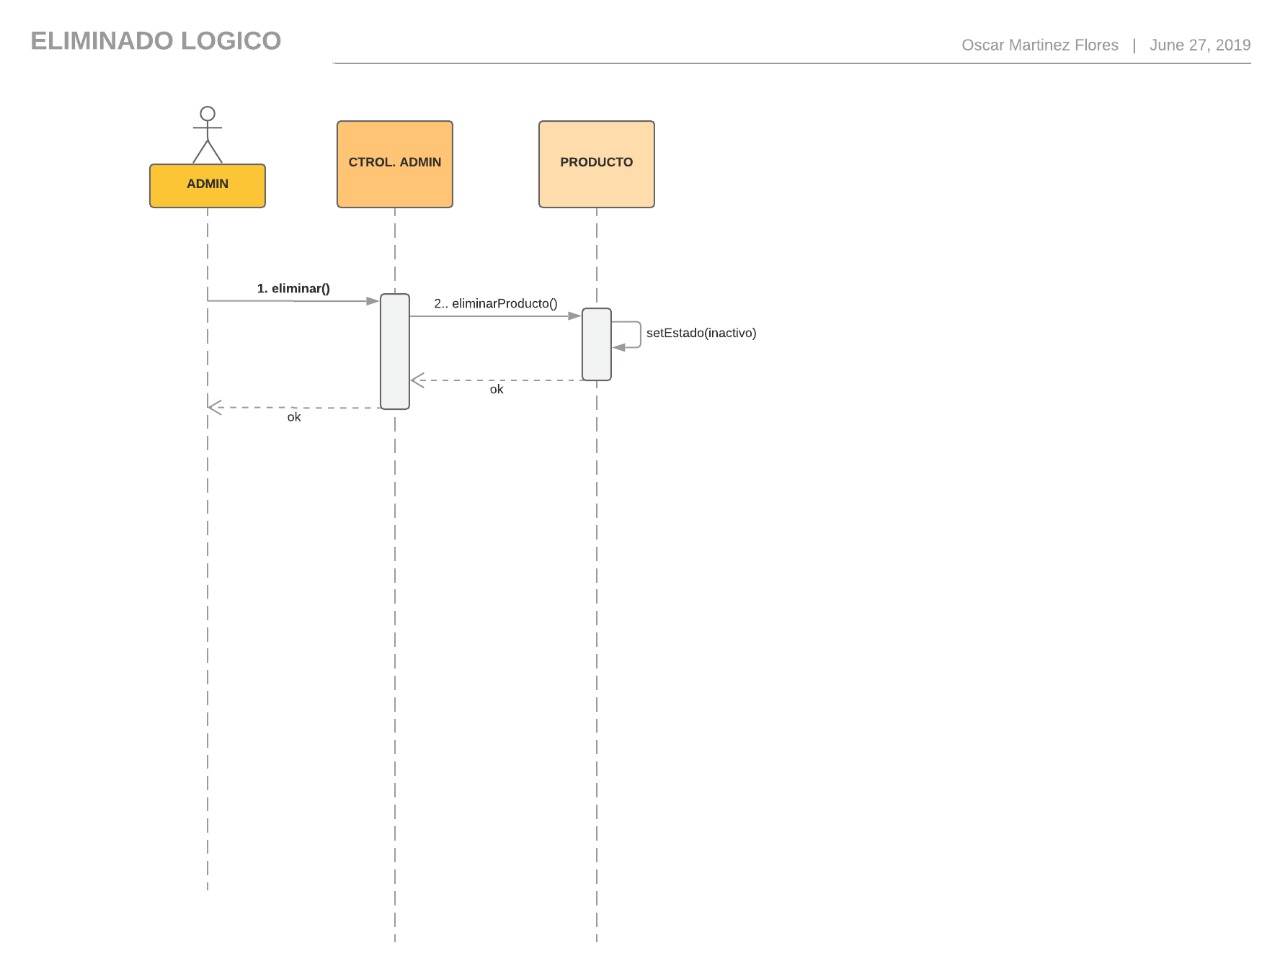 ELIMINADO LOGICO
Oscar Martinez Flores | June 27, 2019
ADMIN
CTROL. ADMIN
PRODUCTO
1. eliminar()
2.. eliminarProducto()
setEstado(inactivo)
ok
ok